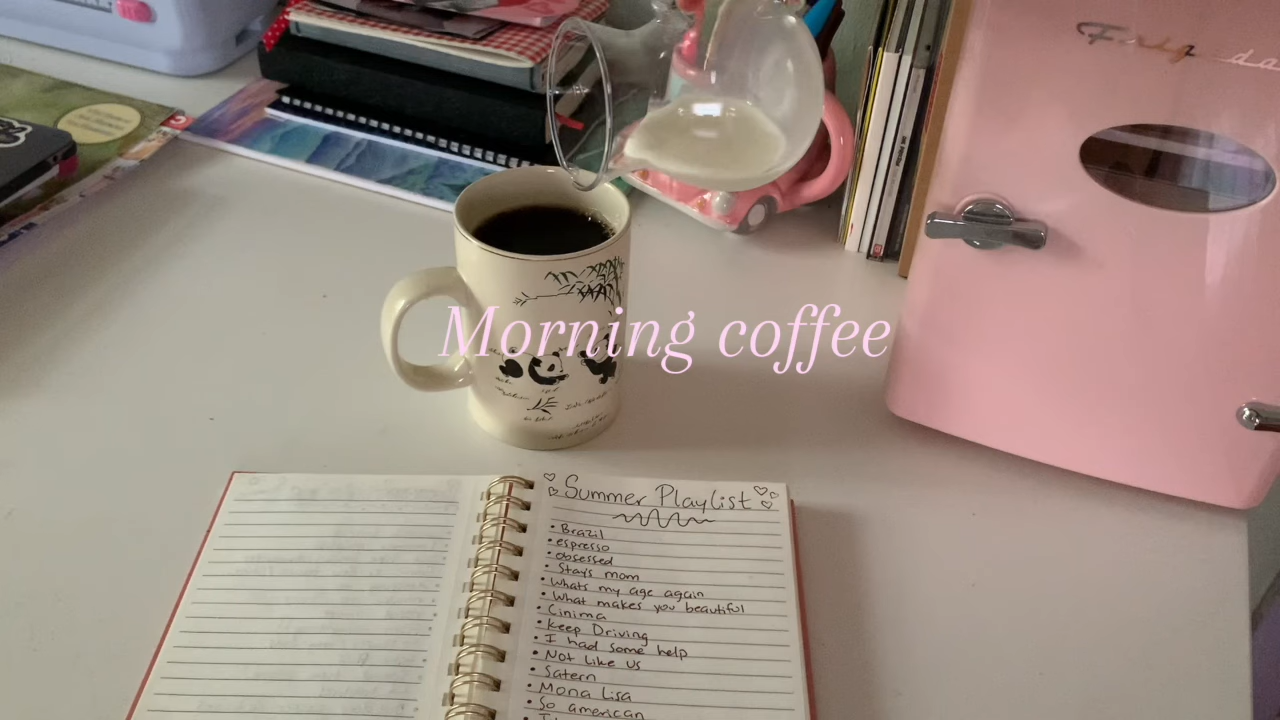 Morning coffee
Summer Playlist
• Brazil
• espresso
• obsessed
• Stays mom
• Whats my age again
• What makes you beautiful
• Cinima
• Keep Driving
• I had some help
• Not Like us
• Satern
• Mona Lisa
• So american